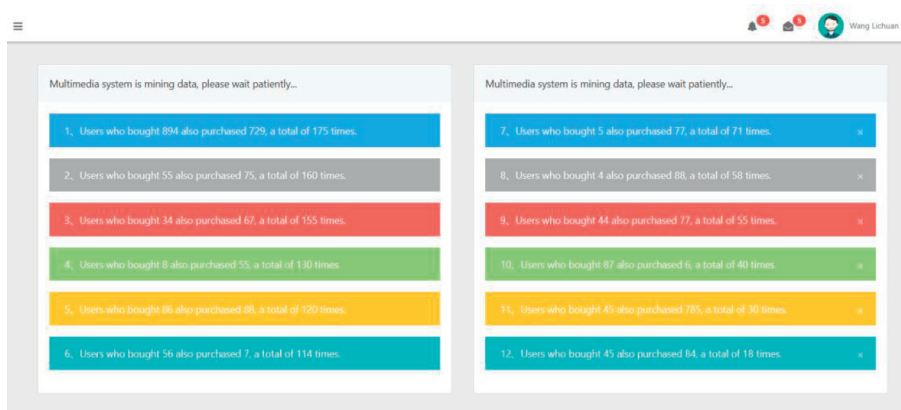 5
5
Wang Lichuan
Multimedia system is mining data, please wait patiently...
1、Users who bought 894 also purchased 729, a total of 175 times.
2、Users who bought 55 also purchased 75, a total of 160 times.
3、Users who bought 34 also purchased 67, a total of 155 times.
4、Users who bought 8 also purchased 55, a total of 130 times.
5、Users who bought 86 also purchased 88, a total of 120 times.
6、Users who bought 56 also purchased 7, a total of 114 times.
Multimedia system is mining data, please wait patiently...
7、Users who bought 5 also purchased 77, a total of 71 times.
8、Users who bought 4 also purchased 88, a total of 58 times.
9、Users who bought 44 also purchased 77, a total of 55 times.
10、Users who bought 87 also purchased 6, a total of 40 times.
11、Users who bought 45 also purchased 785, a total of 30 times.
12、Users who bought 45 also purchased 84, a total of 18 times.